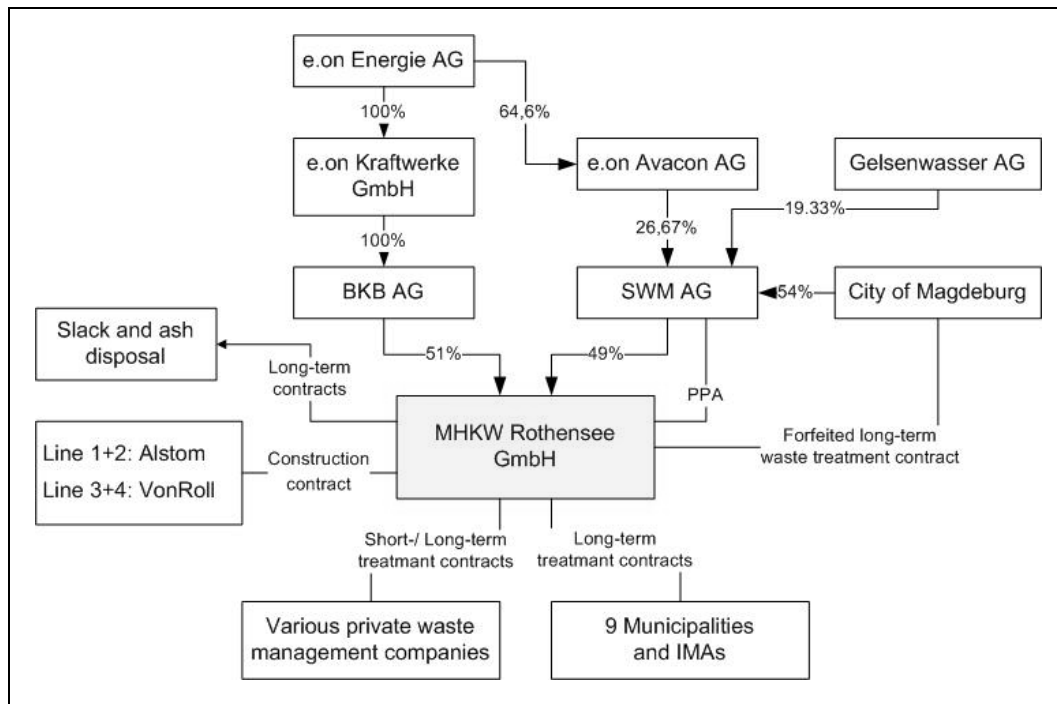 e.on Energie AG
100%
64,6%
e.on Kraftwerke
GmbH
e.on Avacon AG
Gelsenwasser AG
19.33%
26,67%
100%
BKB AG
SWM AG
54%
City of Magdeburg
Slack and ash
disposal
51%
49%
Long-term
contracts
PPA
MHKW Rothensee
GmbH
Forfeited long-term
waste treatment contract
Line 1+2: Alstom
Line 3+4: VonRoll
Construction
contract
Short-/ Long-term
treatmant contracts
Long-term
treatmant contracts
Various private waste
management companies
9 Municipalities
and IMAs